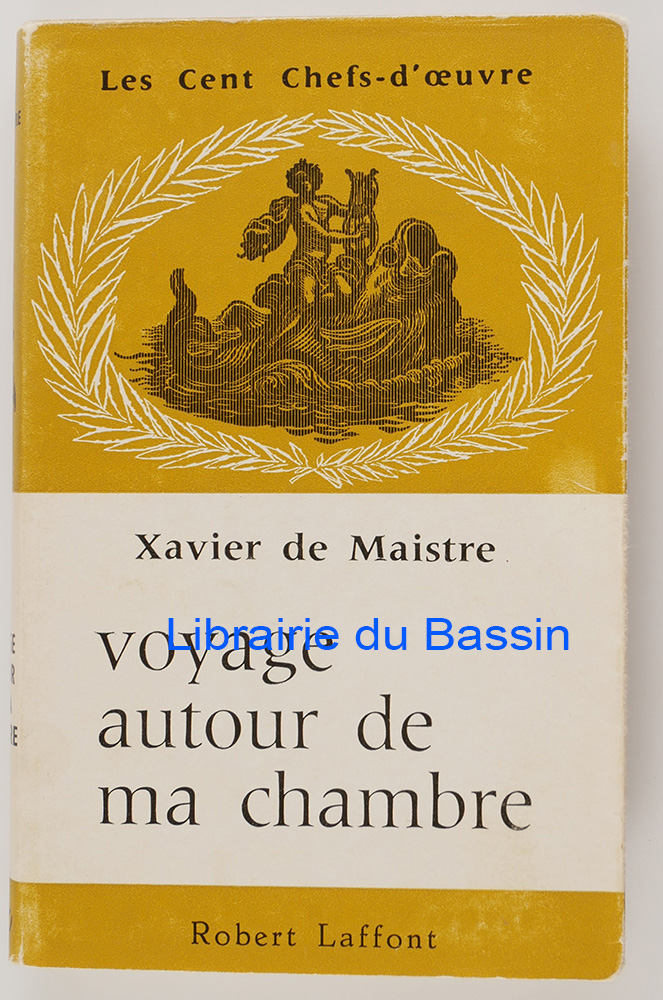 Les Cent Chefs-d'œuvre
Xavier de Maistre
voyage
Librairie du Bassin
autour de
ma chambre
Robert Laffont